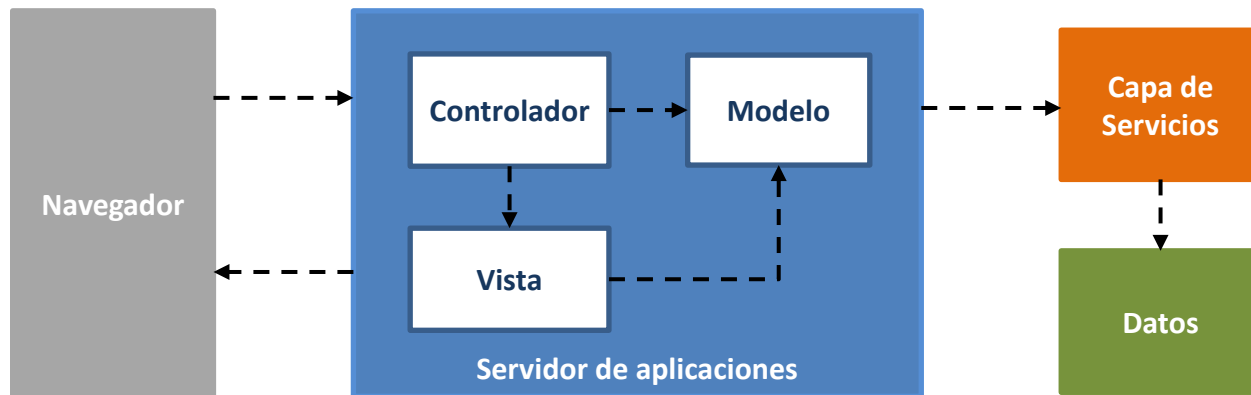 Navegador
Controlador
Modelo
Vista
Servidor de aplicaciones
Capa de
Servicios
Datos